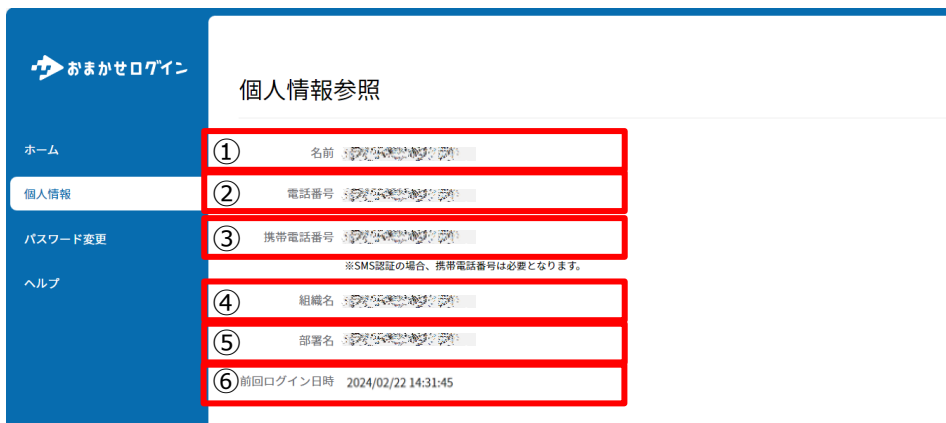 おまかせログイン
個人情報参照
ホーム
個人情報
パスワード変更
ヘルプ
① 名前
② 電話番号
③ 携帯電話番号
※SMS認証の場合、携帯電話番号は必要となります。
④ 組織名
⑤ 部署名
⑥ 前回ログイン日時 2024/02/22 14:31:45